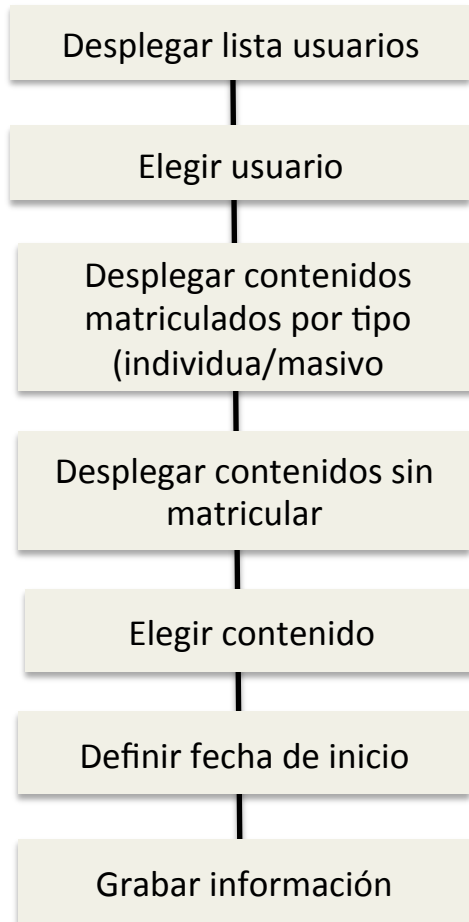 Desplegar lista usuarios
Elegir usuario
Desplegar contenidos
matriculados por tipo
(individua/masivo
Desplegar contenidos sin
matricular
Elegir contenido
Definir fecha de inicio
Grabar información